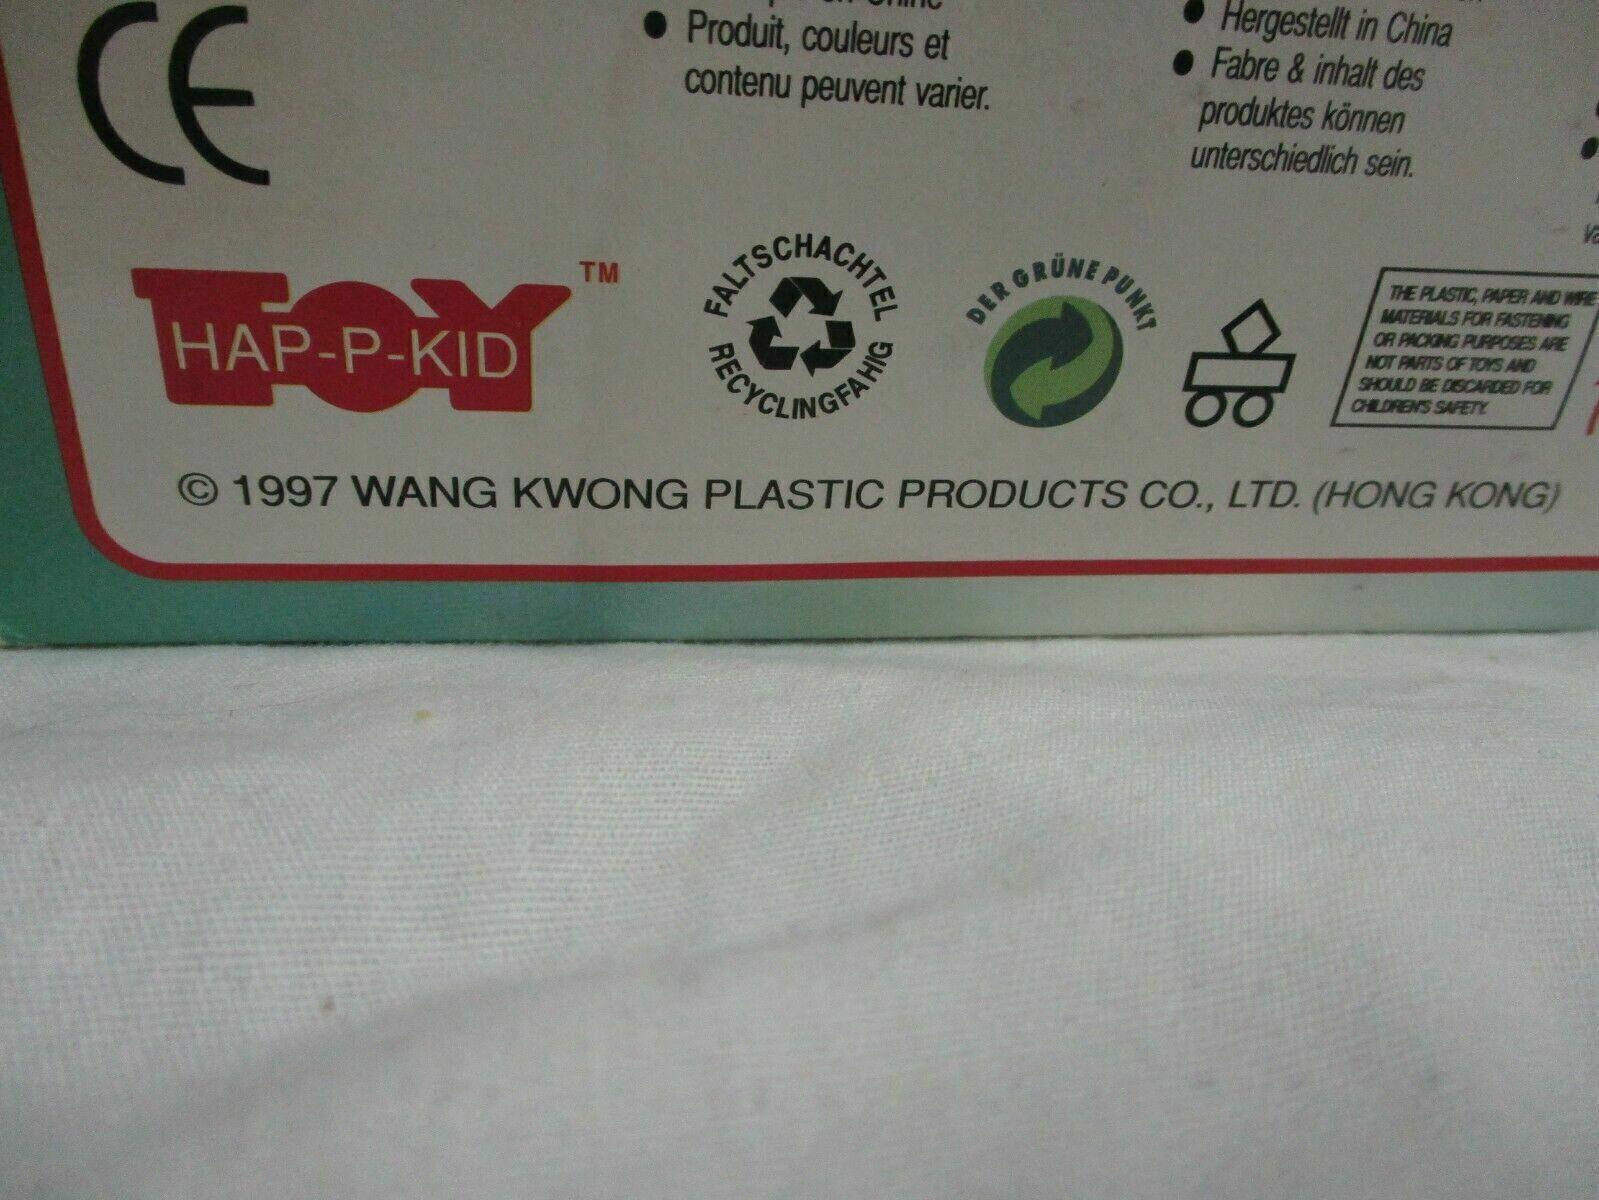 CE
Chine
• Produit, couleurs et
contenu peuvent varier.
• Hergestellt in China
• Fabre & inhalt des
produktes können
unterschiedlich sein.
TOY
HAP-P-KID
TM
FALTSCHACHTEL
RECYCLINGFÄHIG
DER GRÜNE PUNKT
THE PLASTIC, PAPER AND WIRE
MATERIALS FOR FASTENING
OR PACKING PURPOSES ARE
NOT PARTS OF TOYS AND
SHOULD BE DISCARDED FOR
CHILDREN'S SAFETY.
© 1997 WANG KWONG PLASTIC PRODUCTS CO., LTD. (HONG KONG)